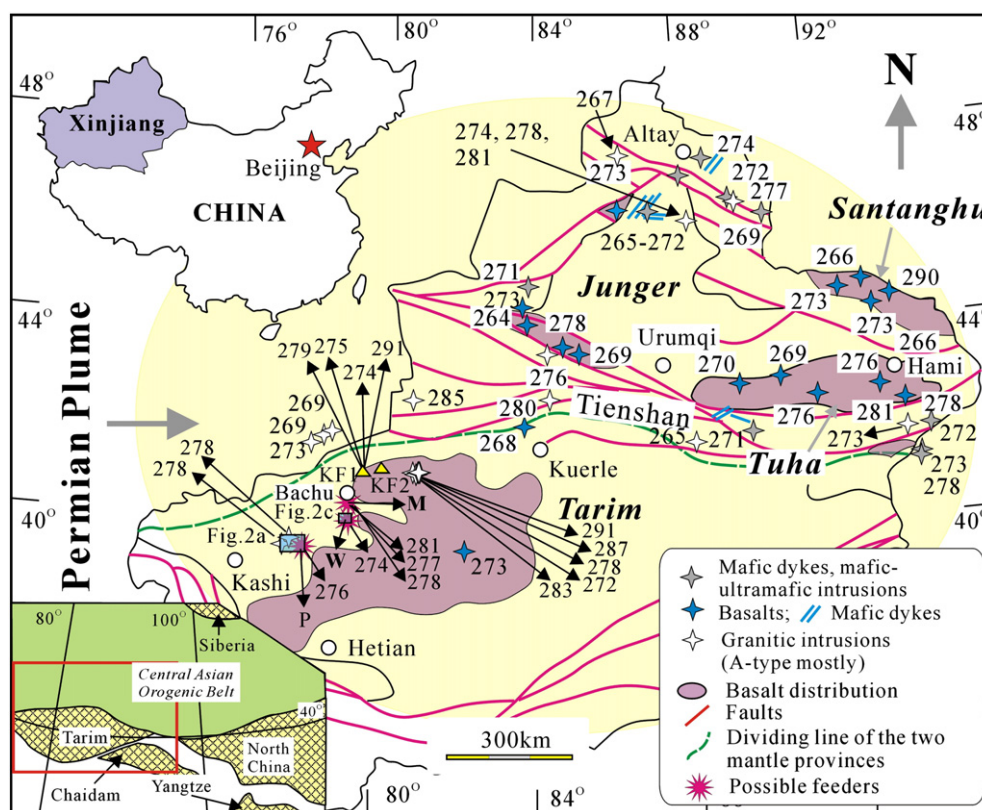 76°
80°
84°
88°
92°
48°
N
48°
Xinjiang
Beijing
CHINA
267
Altay
274, 278,
281
274
273
272
277
Santanghu
265-272
269
266
271
Junger
290
273
44°
264
278
273
44°
Urumqi
266
279
275
291
269
270
269
276
Hami
274
276
285
Tienshan
276
281
278
269
280
265
271
273
272
273
268
Tuha
278
KF1
KF2
Kuerle
273
278
278
Bachu
M
Tarim
40°
Fig.2c
40°
Fig.2a
291
W
281
287
Kashi
274
277
273
278
276
278
283
272
P
Hetian
Permian Plume
80°
100°
Siberia
Central Asian
Orogenic Belt
40°
Tarim
North
China
Chaidam
Yangtze
300km
80°
84°
Mafic dykes, mafic-
ultramafic intrusions
Basalts; Mafic dykes
Granitic intrusions
(A-type mostly)
Basalt distribution
Faults
Dividing line of the two
mantle provinces
Possible feeders